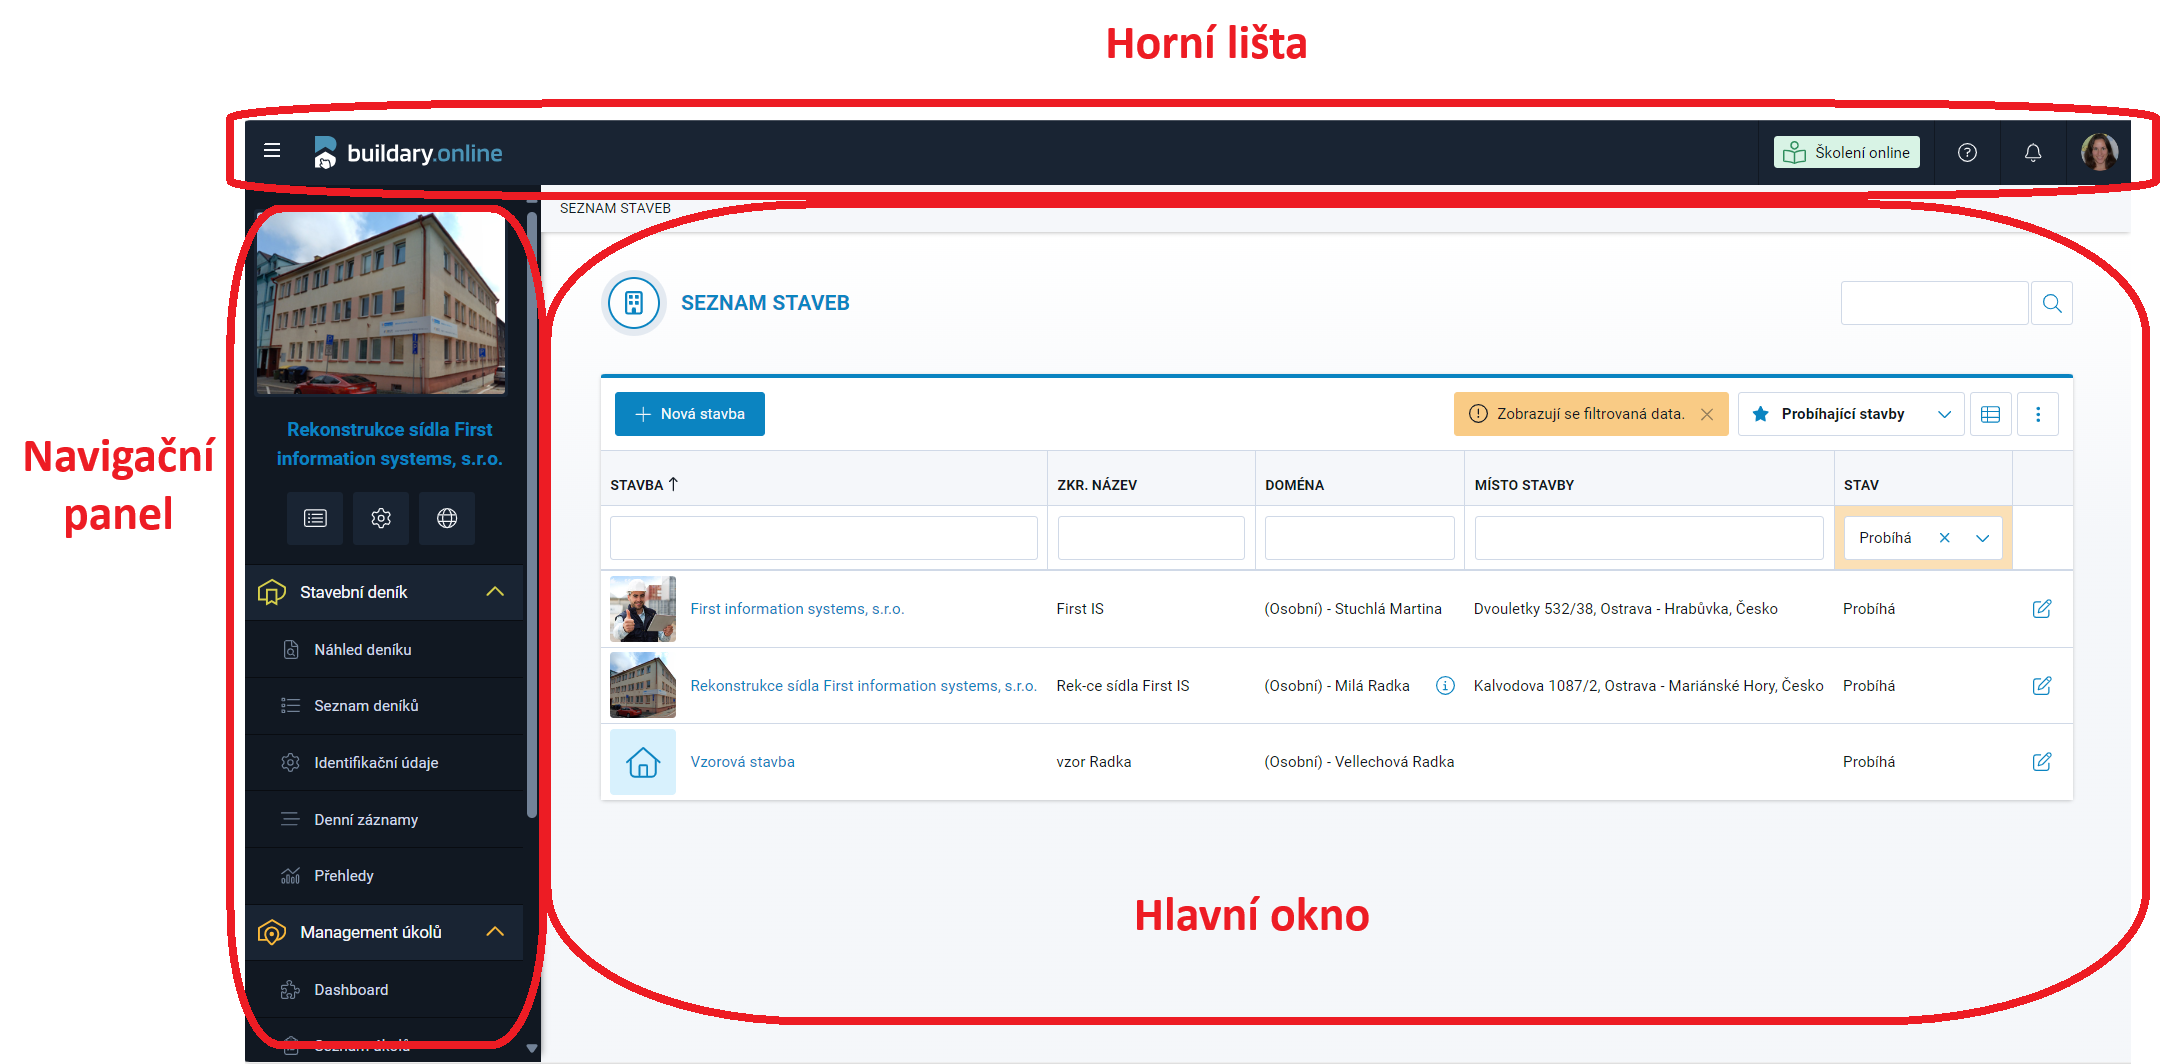 Horní lišta
buildary.online
Školení online
Navigační
panel
Rekonstrukce sídla First
information systems, s.r.o.
Stavební deník
Náhled deníku
Seznam deníků
Identifikační údaje
Denní záznamy
Přehledy
Management úkolů
Dashboard
Seznam úkolů
SEZNAM STAVEB
SEZNAM STAVEB
Nová stavba
Zobrazují se filtrovaná data.
Probíhající stavby
STAVBA ZKR. NÁZEV DOMÉNA MÍSTO STAVBY STAV
Probíhá
First information systems, s.r.o. First IS (Osobní) - Stuchlá Martina Dvouletky 532/38, Ostrava - Hrabůvka, Česko Probíhá
Rekonstrukce sídla First information systems, s.r.o. Rek-ce sídla First IS (Osobní) - Milá Radka Kalvodova 1087/2, Ostrava - Mariánské Hory, Česko Probíhá
Vzorová stavba vzor Radka (Osobní) - Vellechová Radka Probíhá
Hlavní okno